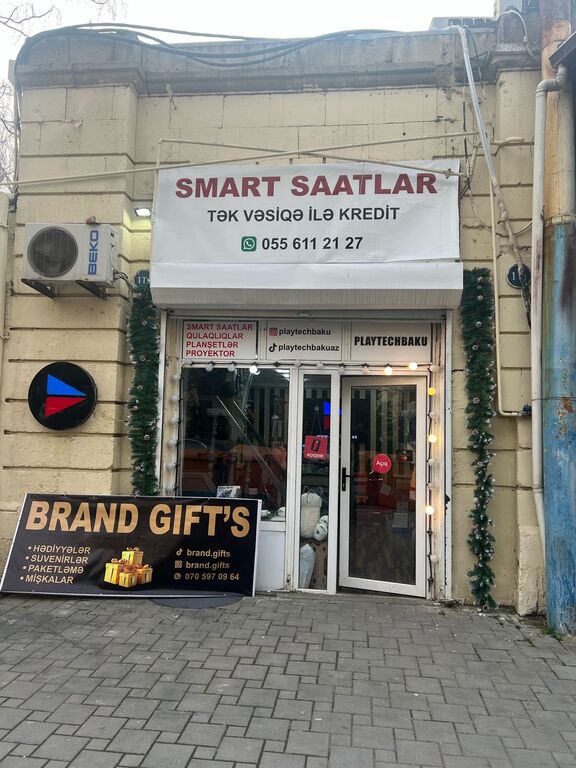 SMART SAATLAR
TƏK VƏSİQƏ İLƏ KREDİT
055 611 21 27
BEKO
SMART SAATLAR
QULAQLIQLAR
PLANŞETLƏR
PROYEKTOR
playtechbaku
playtechbakuaz
PLAYTECHBAKU
AÇIQDIR
Açıq
BRAND GIFT'S
• HƏDİYYƏLƏR
• SUVENİRLƏR
• PAKETLƏMƏ
• MİŞKALAR
brand.gifts
brand.gifts
070 597 09 64